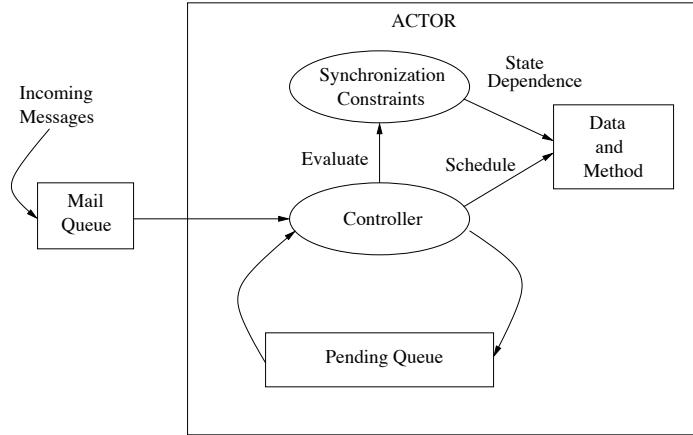 ACTOR
Incoming
Messages
Synchronization
Constraints
State
Dependence
Data
and
Method
Evaluate
Schedule
Mail
Queue
Controller
Pending Queue